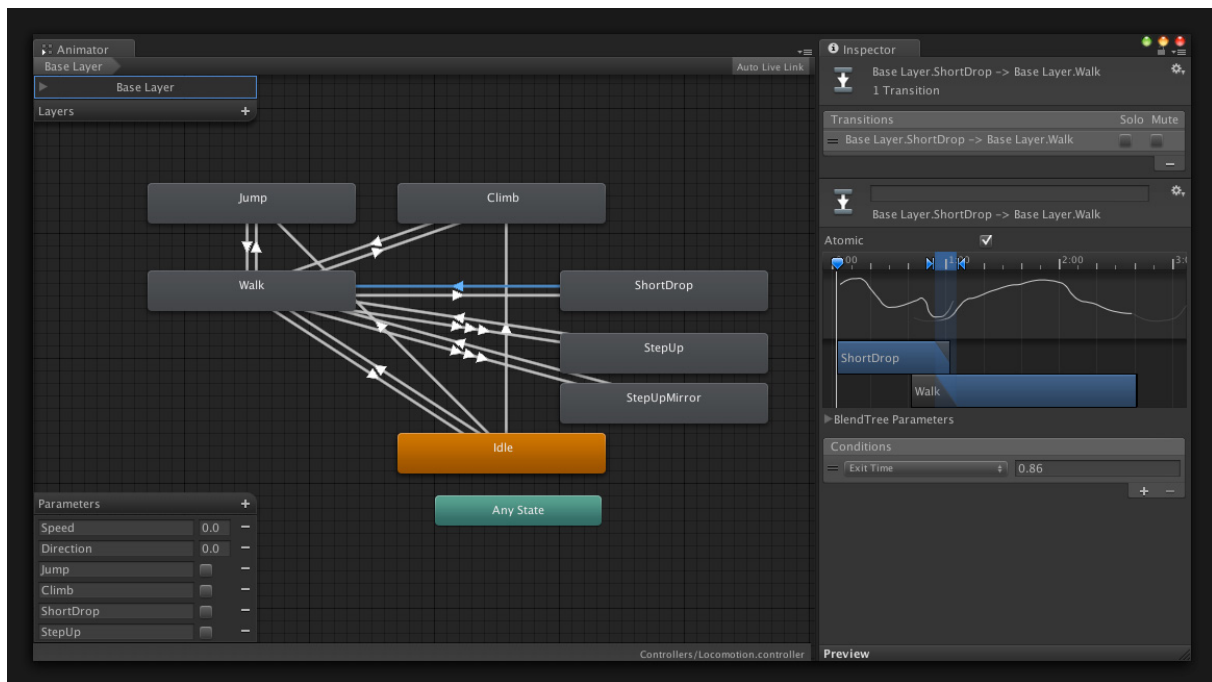 Animator
Base Layer
Auto Live Link
Base Layer
Layers +
Jump
Climb
Walk
ShortDrop
StepUp
StepUpMirror
Idle
Any State
Parameters +
Speed 0.0 −
Direction 0.0 −
Jump −
Climb −
ShortDrop −
StepUp −
Controllers/Locomotion.controller
Inspector
Base Layer.ShortDrop -> Base Layer.Walk
1 Transition
Transitions Solo Mute
Base Layer.ShortDrop -> Base Layer.Walk
−
Base Layer.ShortDrop -> Base Layer.Walk
Atomic
2:00
ShortDrop
Walk
BlendTree Parameters
Conditions
Exit Time 0.86
+ −
Preview